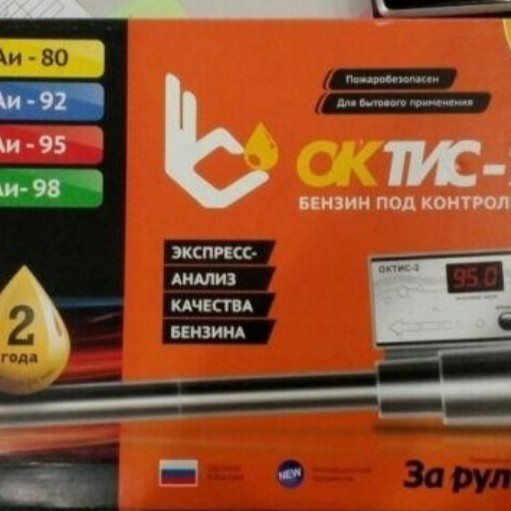 Аи - 80
Аи - 92
Аи - 95
Аи- 98
Пожаробезопасен
Для бытового применения
ОКТИС-
БЕНЗИН ПОД КОНТРОЛ
ЭКСПРЕСС-
АНАЛИЗ
КАЧЕСТВА
БЕНЗИНА
ОКТИС-2
95.0
2
года
NEW
За рул